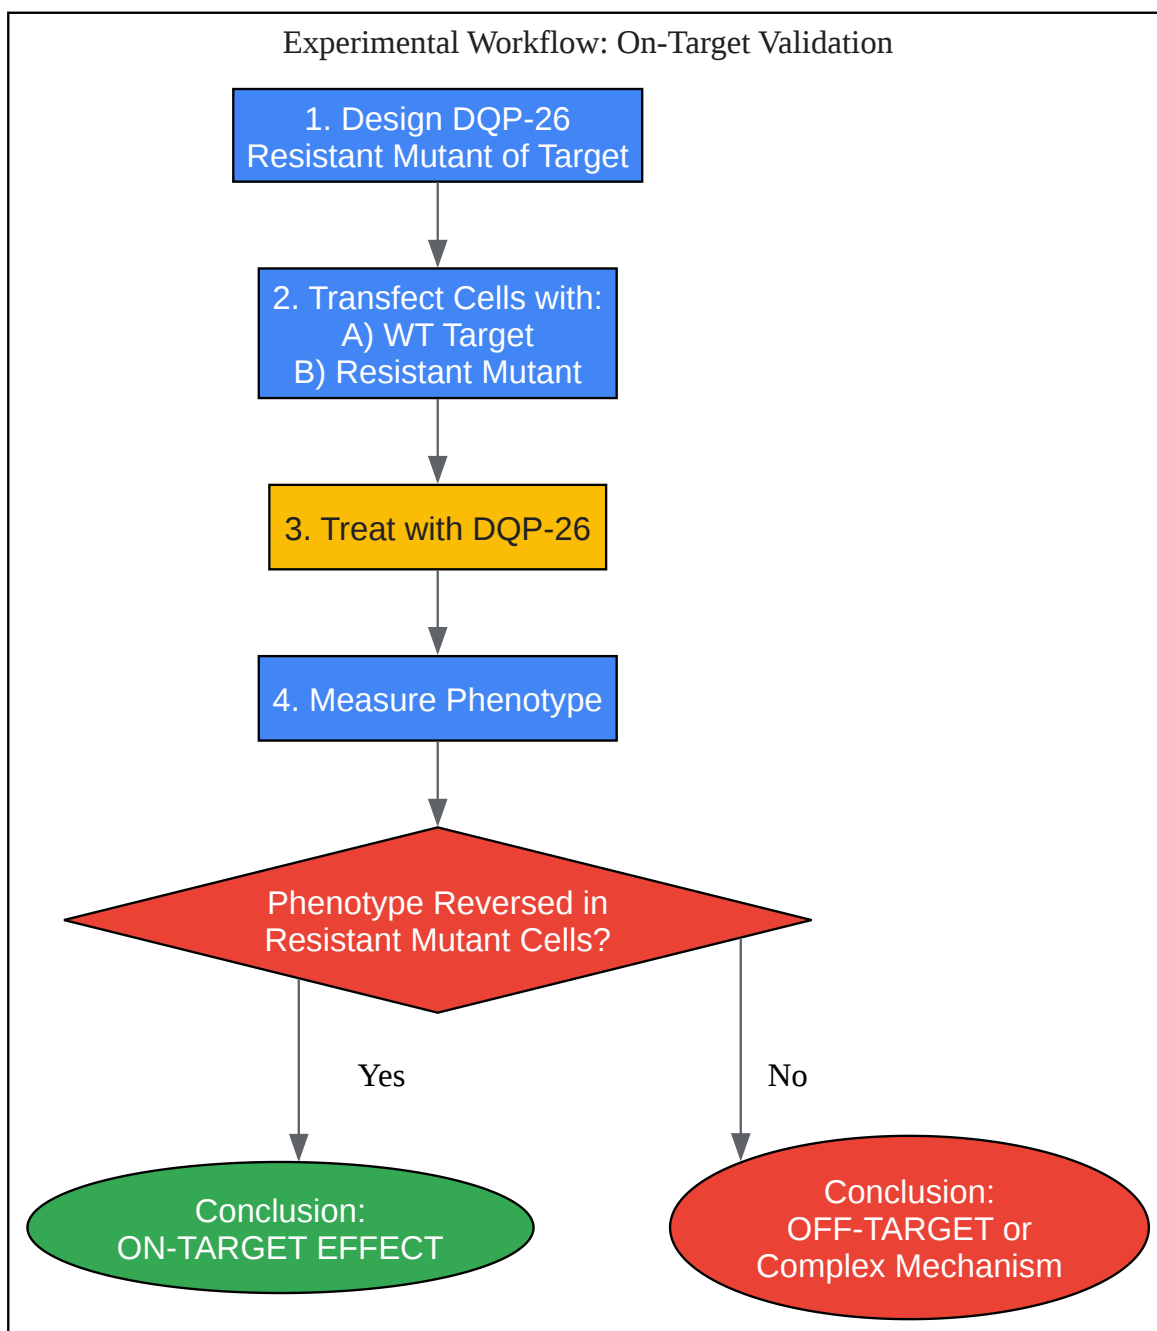 Experimental Workflow: On-Target Validation
1. Design DQP-26
Resistant Mutant of Target
2. Transfect Cells with:
A) WT Target
B) Resistant Mutant
3. Treat with DQP-26
4. Measure Phenotype
Phenotype Reversed in
Resistant Mutant Cells?
Yes
No
Conclusion:
ON-TARGET EFFECT
Conclusion:
OFF-TARGET or
Complex Mechanism